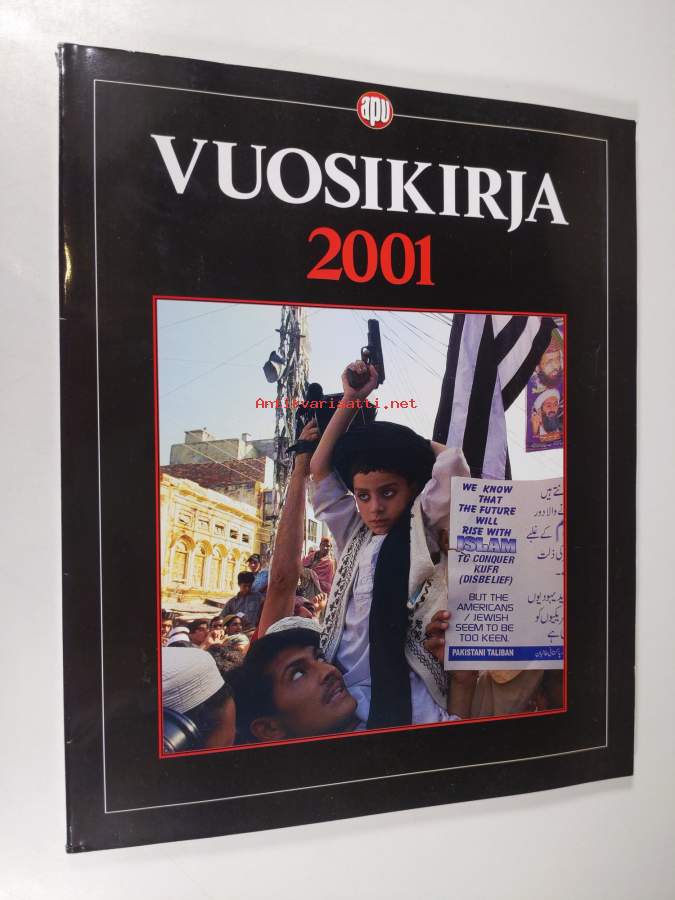 apu
VUOSIKIRJA
2001
Antikvariaatti.net
WE KNOW
THAT
THE FUTURE
WILL
RISE WITH
ISLAM
TO CONQUER
KUFR
(DISBELIEF)
BUT THE
AMERICANS
/ JEWISH
SEEM TO BE
TOO KEEN.
PAKISTANI TALIBAN